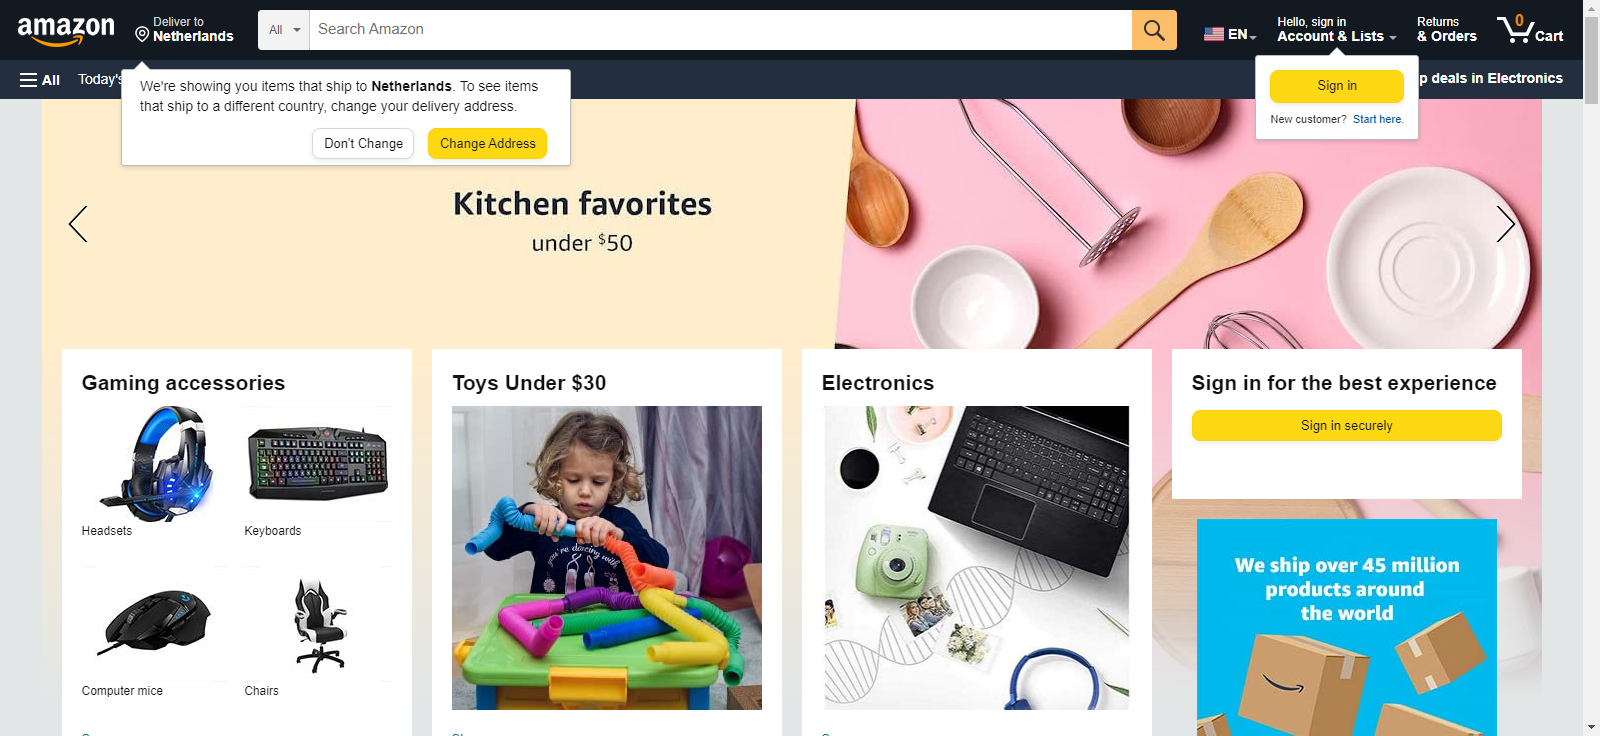 amazon
Deliver to
Netherlands
All
Search Amazon
EN
Hello, sign in
Account & Lists
Returns
& Orders
0
Cart
All
Today's
p deals in Electronics
We're showing you items that ship to Netherlands. To see items
that ship to a different country, change your delivery address.
Don't Change
Change Address
Sign in
New customer? Start here.
Kitchen favorites
under $50
Gaming accessories
Headsets
Keyboards
Computer mice
Chairs
Toys Under $30
you're dancing with
Electronics
Sign in for the best experience
Sign in securely
We ship over 45 million
products around
the world